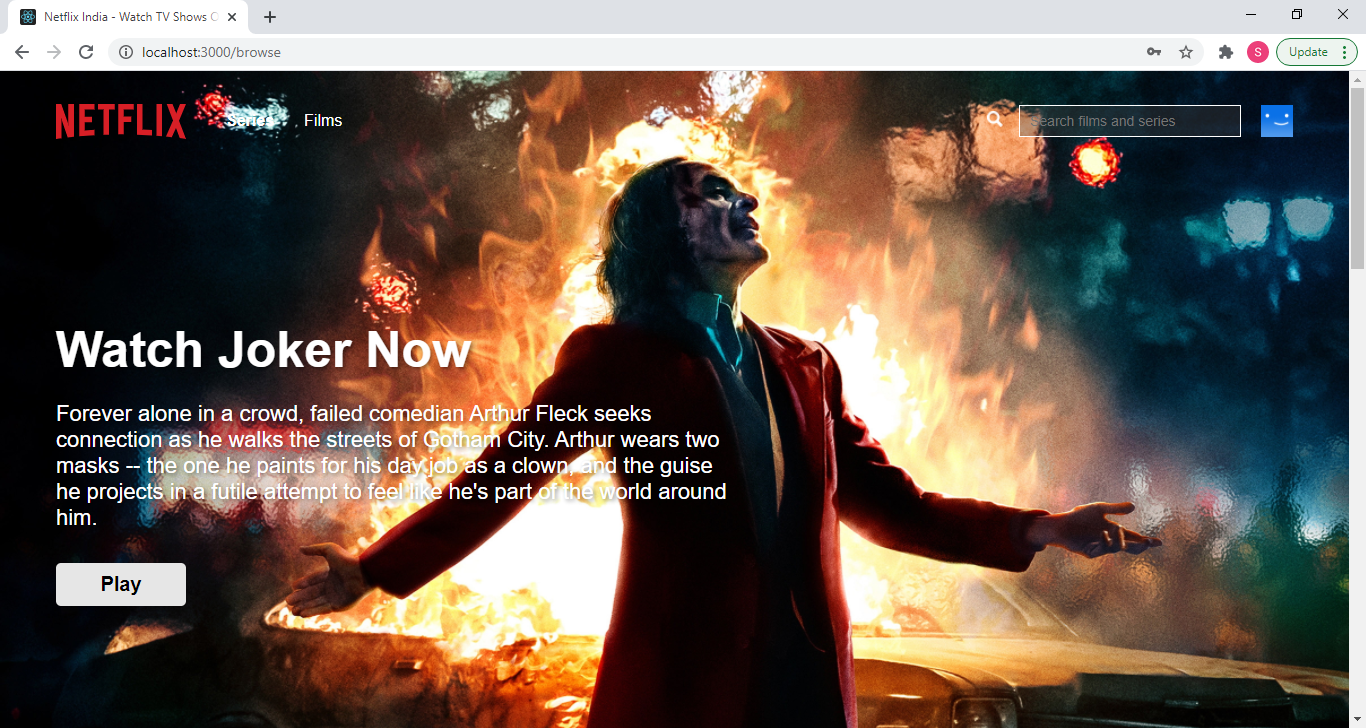 Netflix India - Watch TV Shows O
localhost:3000/browse
S
Update
NETFLIX
Series
Films
Search films and series
Watch Joker Now
Forever alone in a crowd, failed comedian Arthur Fleck seeks
connection as he walks the streets of Gotham City. Arthur wears two
masks -- the one he paints for his day job as a clown, and the guise
he projects in a futile attempt to feel like he's part of the world around
him.
Play